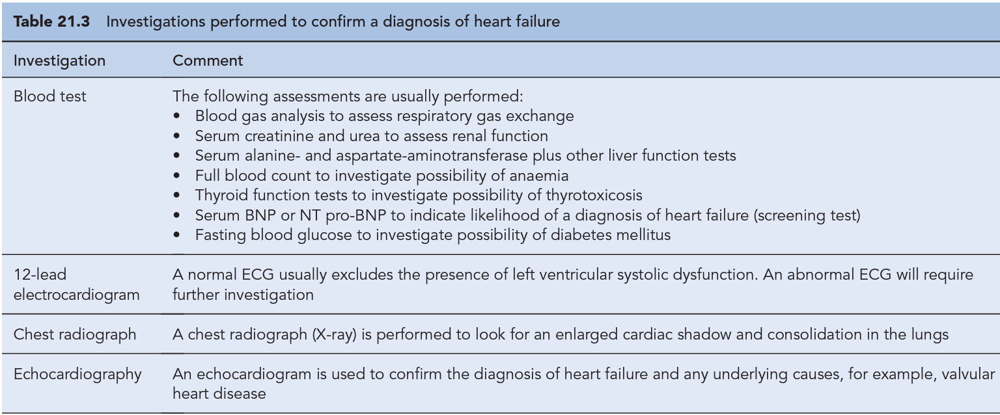 Table 21.3 Investigations performed to confirm a diagnosis of heart failure
Investigation Comment
Blood test The following assessments are usually performed:
• Blood gas analysis to assess respiratory gas exchange
• Serum creatinine and urea to assess renal function
• Serum alanine- and aspartate-aminotransferase plus other liver function tests
• Full blood count to investigate possibility of anaemia
• Thyroid function tests to investigate possibility of thyrotoxicosis
• Serum BNP or NT pro-BNP to indicate likelihood of a diagnosis of heart failure (screening test)
• Fasting blood glucose to investigate possibility of diabetes mellitus
12-lead A normal ECG usually excludes the presence of left ventricular systolic dysfunction. An abnormal ECG will require
electrocardiogram further investigation
Chest radiograph A chest radiograph (X-ray) is performed to look for an enlarged cardiac shadow and consolidation in the lungs
Echocardiography An echocardiogram is used to confirm the diagnosis of heart failure and any underlying causes, for example, valvular
heart disease